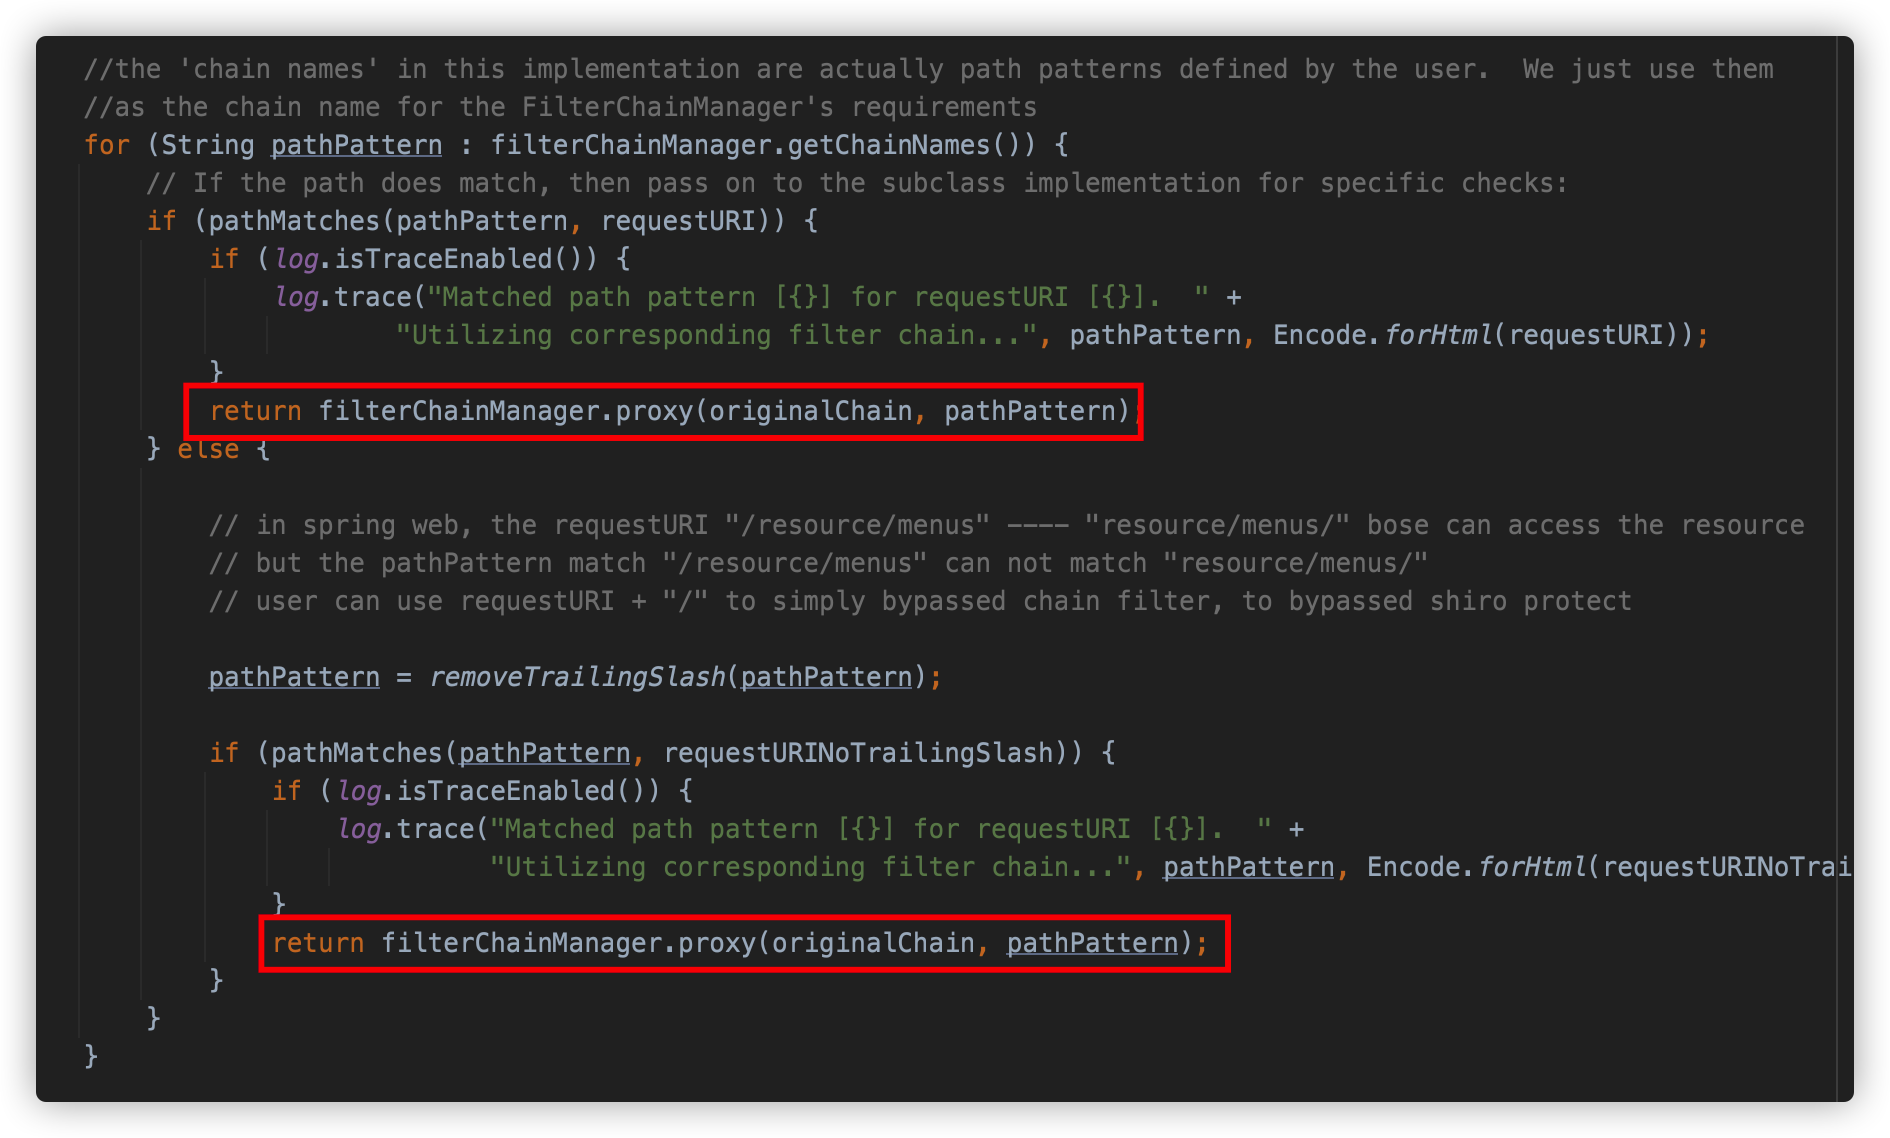 //the 'chain names' in this implementation are actually path patterns defined by the user.  We just use them
//as the chain name for the FilterChainManager's requirements
for (String pathPattern : filterChainManager.getChainNames()) {
    // If the path does match, then pass on to the subclass implementation for specific checks:
    if (pathMatches(pathPattern, requestURI)) {
        if (log.isTraceEnabled()) {
            log.trace("Matched path pattern [{}] for requestURI [{}].  " +
                    "Utilizing corresponding filter chain...", pathPattern, Encode.forHtml(requestURI));
        }
        return filterChainManager.proxy(originalChain, pathPattern);
    } else {

        // in spring web, the requestURI "/resource/menus" ---- "resource/menus/" bose can access the resource
        // but the pathPattern match "/resource/menus" can not match "resource/menus/"
        // user can use requestURI + "/" to simply bypassed chain filter, to bypassed shiro protect

        pathPattern = removeTrailingSlash(pathPattern);

        if (pathMatches(pathPattern, requestURINoTrailingSlash)) {
            if (log.isTraceEnabled()) {
                log.trace("Matched path pattern [{}] for requestURI [{}].  " +
                          "Utilizing corresponding filter chain...", pathPattern, Encode.forHtml(requestURINoTrai
            }
            return filterChainManager.proxy(originalChain, pathPattern);
        }
    }
}